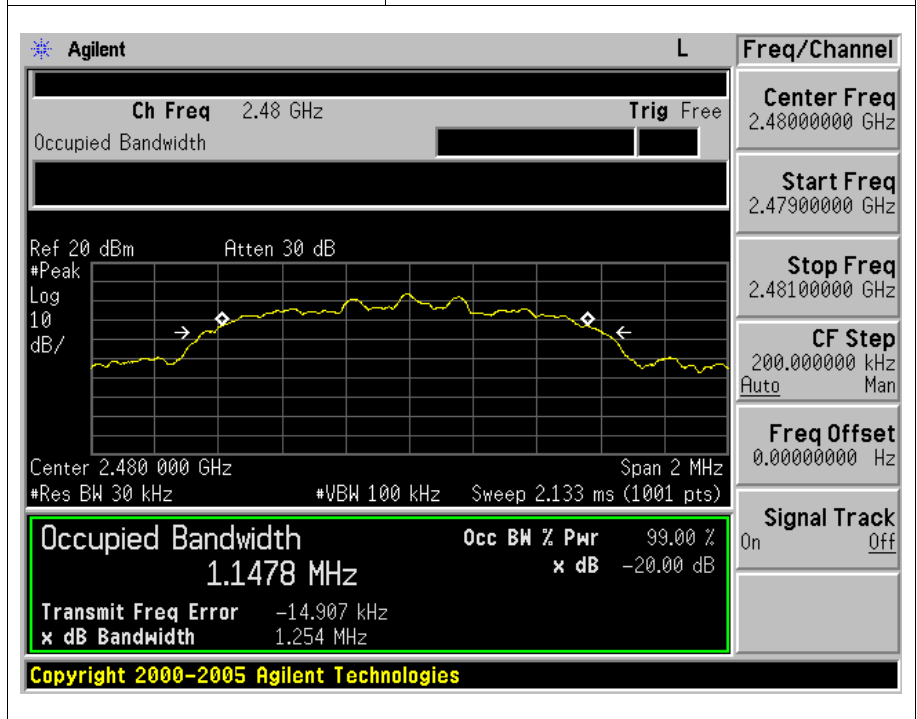 Agilent L
Ch Freq 2.48 GHz Trig Free
Occupied Bandwidth
Ref 20 dBm Atten 30 dB
#Peak
Log
10
dB/
Center 2.480 000 GHz Span 2 MHz
#Res BW 30 kHz #VBW 100 kHz Sweep 2.133 ms (1001 pts)
Occupied Bandwidth Occ BW % Pwr 99.00 %
1.1478 MHz x dB -20.00 dB
Transmit Freq Error -14.907 kHz
x dB Bandwidth 1.254 MHz
Copyright 2000-2005 Agilent Technologies
Freq/Channel
Center Freq
2.48000000 GHz
Start Freq
2.47900000 GHz
Stop Freq
2.48100000 GHz
CF Step
200.000000 kHz
Auto Man
Freq Offset
0.00000000 Hz
Signal Track
On Off